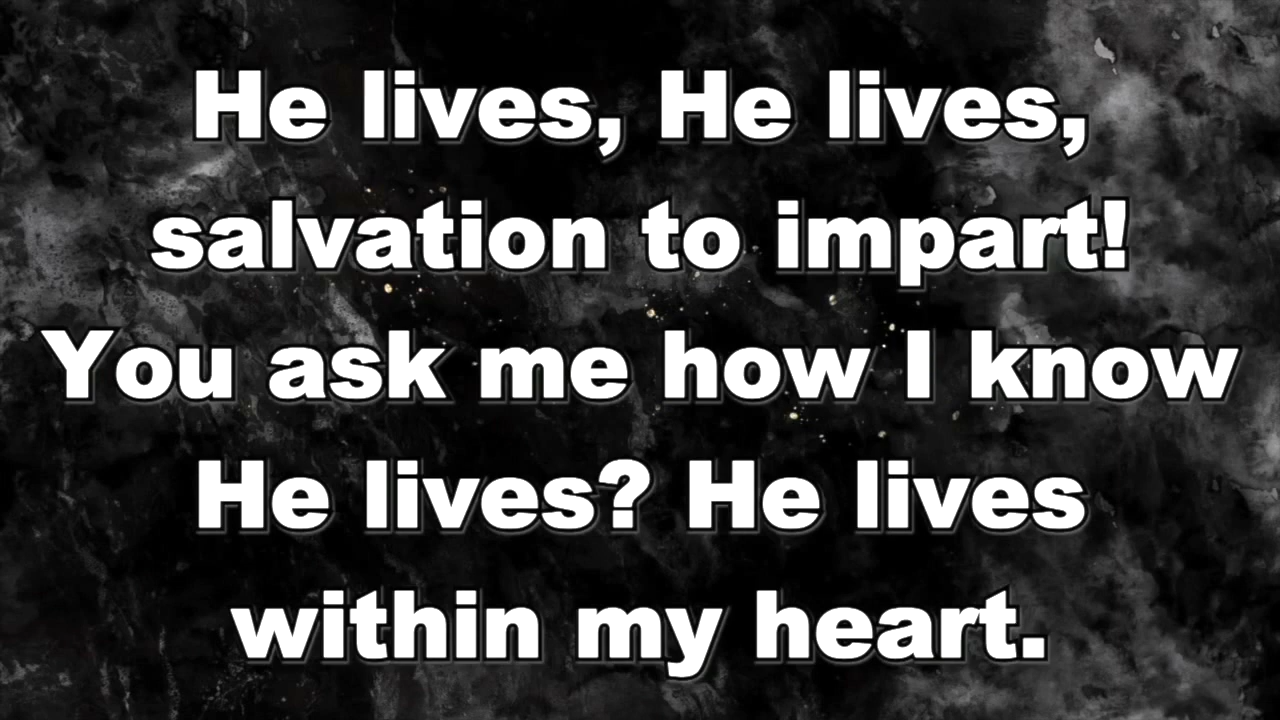 He lives, He lives,
salvation to impart!
You ask me how I know
He lives? He lives
within my heart.